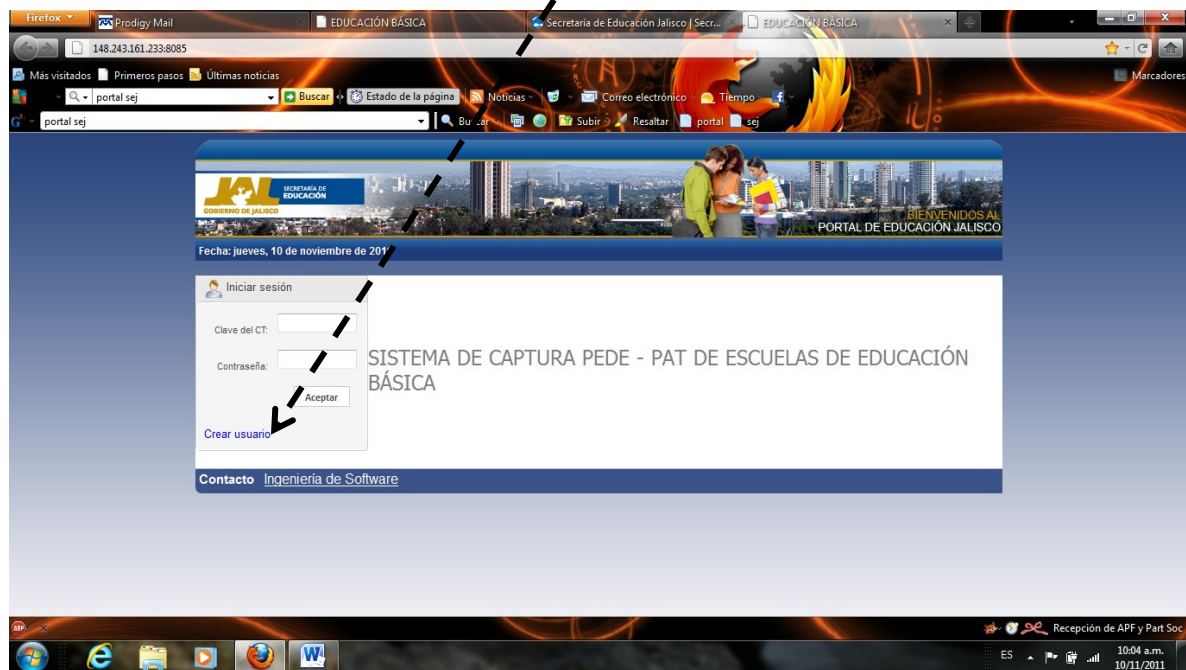 Firefox
Prodigy Mail
EDUCACIÓN BÁSICA
Secretaría de Educación Jalisco | Secr...
EDUCACIÓN BÁSICA
148.243.161.233:8085
Más visitados Primeros pasos Últimas noticias
Marcadores
portal sej
Buscar
Estado de la página
Noticias
Correo electrónico
Tiempo
portal sej
Subir
Resaltar
portal
sej
JAL
SECRETARÍA DE
EDUCACIÓN
GOBIERNO DE JALISCO
BIENVENIDOS AL
PORTAL DE EDUCACIÓN JALISCO
Fecha: jueves, 10 de noviembre de
Iniciar sesión
Clave del CT:
Contraseña:
Aceptar
Crear usuario
SISTEMA DE CAPTURA PEDE - PAT DE ESCUELAS DE EDUCACIÓN
BÁSICA
Contacto Ingeniería de Software
ABP
Recepción de APF y Part Soc
ES
10:04 a.m.
10/11/2011